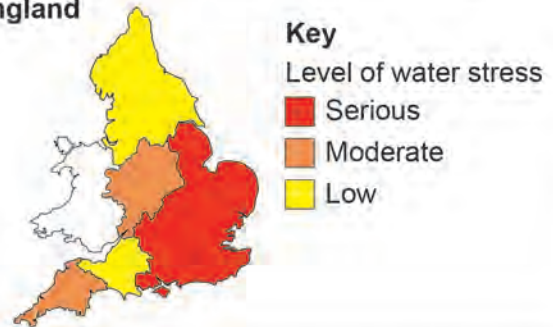 ngland
Key
Level of water stress
Serious
Moderate
Low